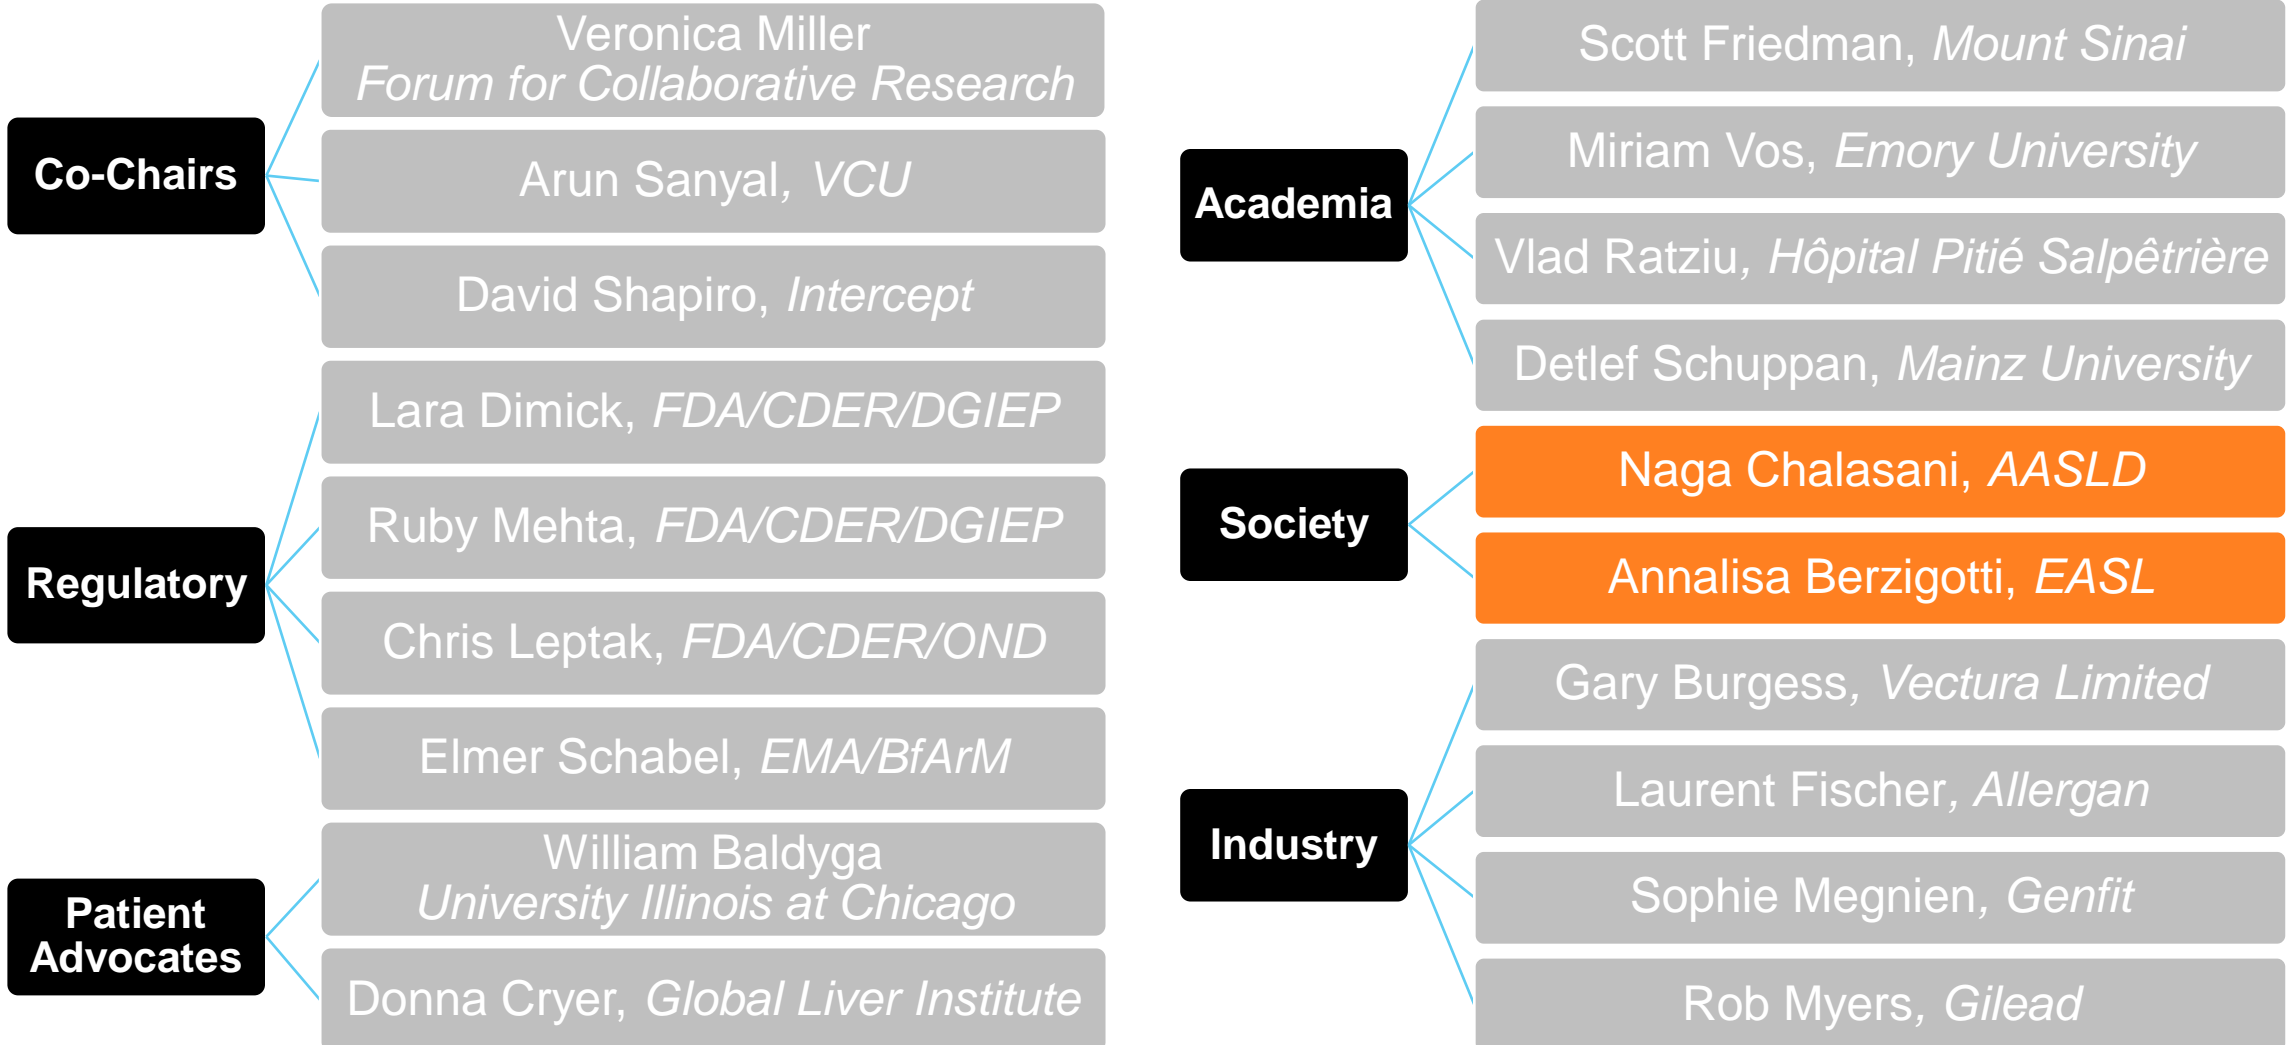 Co-Chairs
Veronica Miller
Forum for Collaborative Research
Arun Sanyal, VCU
David Shapiro, Intercept
Regulatory
Lara Dimick, FDA/CDER/DGIEP
Ruby Mehta, FDA/CDER/DGIEP
Chris Leptak, FDA/CDER/OND
Elmer Schabel, EMA/BfArM
Patient
Advocates
William Baldyga
University Illinois at Chicago
Donna Cryer, Global Liver Institute
Academia
Scott Friedman, Mount Sinai
Miriam Vos, Emory University
Vlad Ratziu, Hôpital Pitié Salpêtrière
Detlef Schuppan, Mainz University
Society
Naga Chalasani, AASLD
Annalisa Berzigotti, EASL
Industry
Gary Burgess, Vectura Limited
Laurent Fischer, Allergan
Sophie Megnien, Genfit
Rob Myers, Gilead